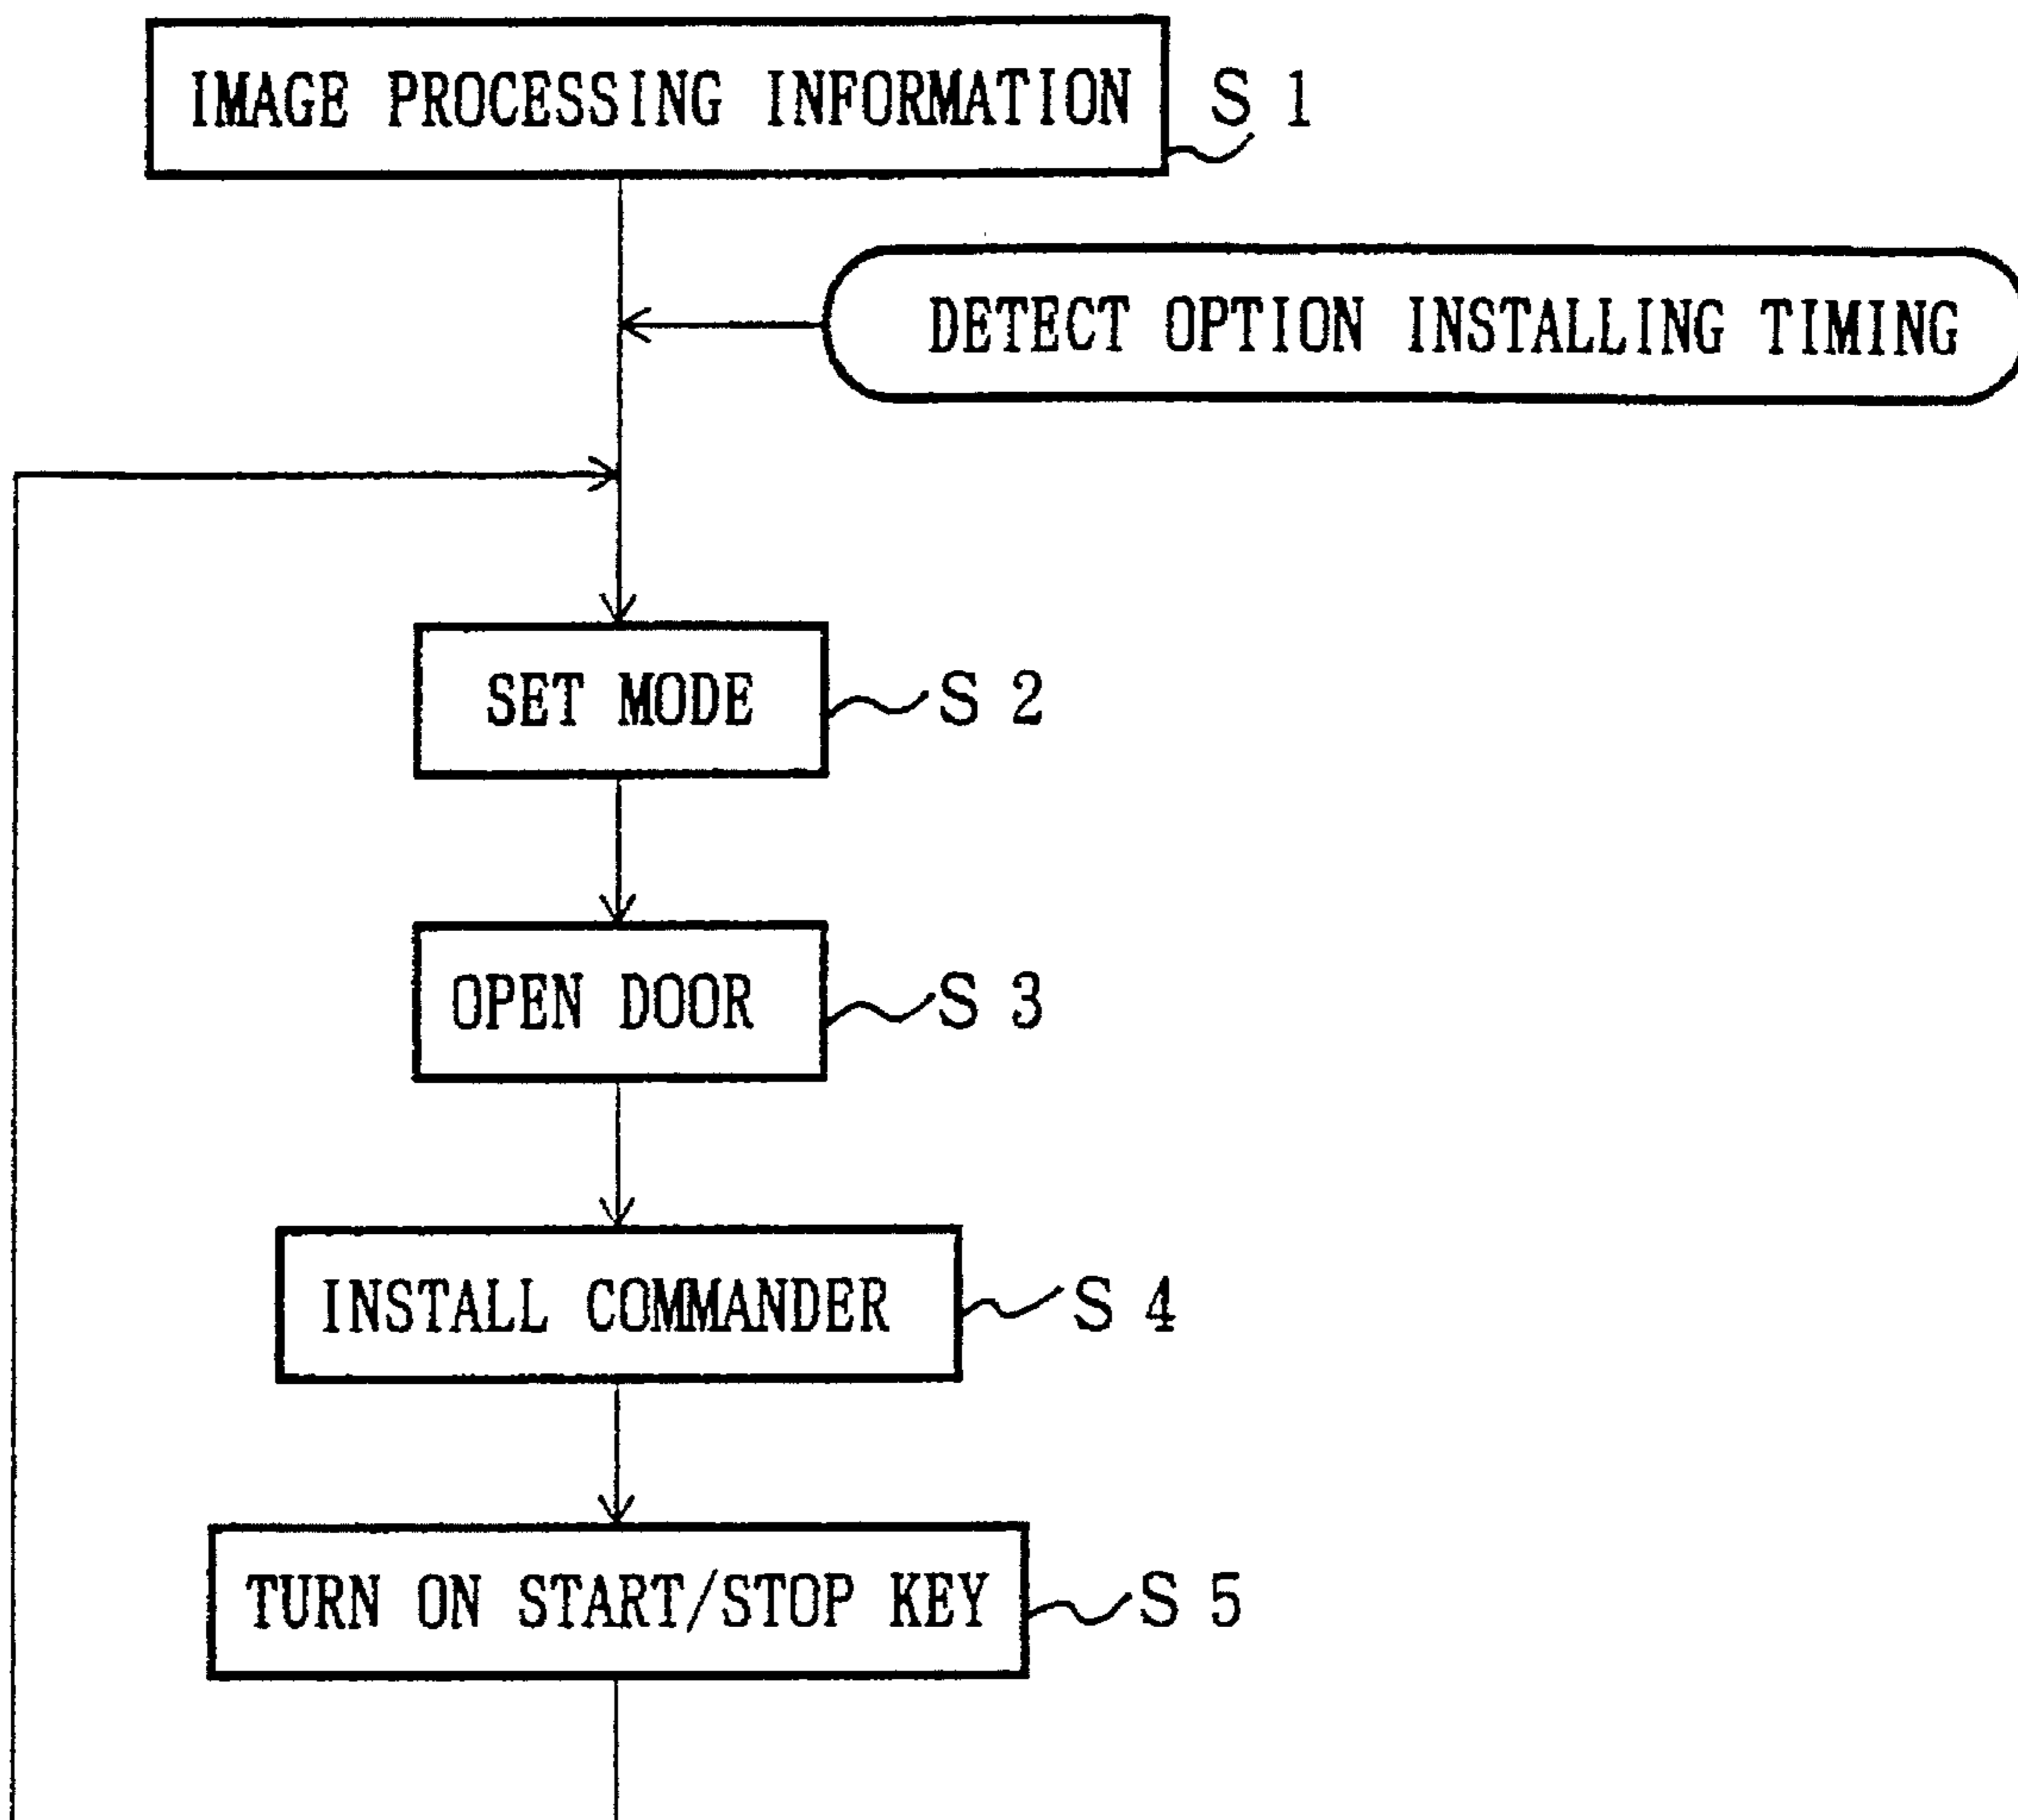 IMAGE PROCESSING INFORMATION S 1
DETECT OPTION INSTALLING TIMING
SET MODE S 2
OPEN DOOR S 3
INSTALL COMMANDER S 4
TURN ON START/STOP KEY S 5